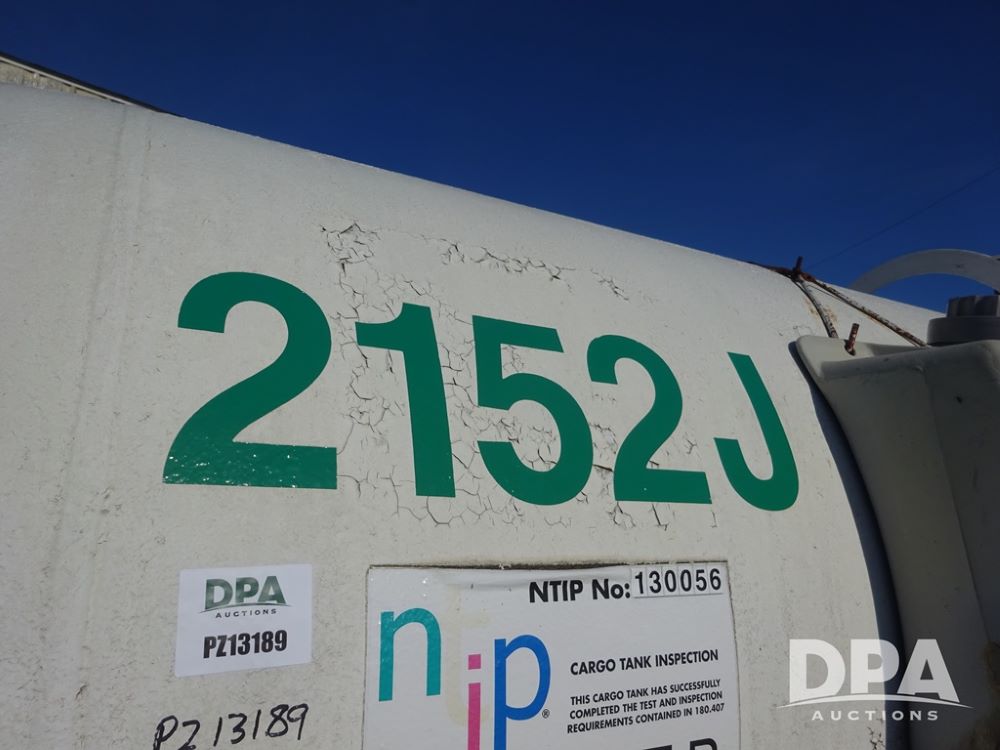 2152J
DPA
AUCTIONS
PZ13189
PZ13189
NTIP No: 130056
ntip®
CARGO TANK INSPECTION
THIS CARGO TANK HAS SUCCESSFULLY
COMPLETED THE TEST AND INSPECTION
REQUIREMENTS CONTAINED IN 180.407
DPA
AUCTIONS